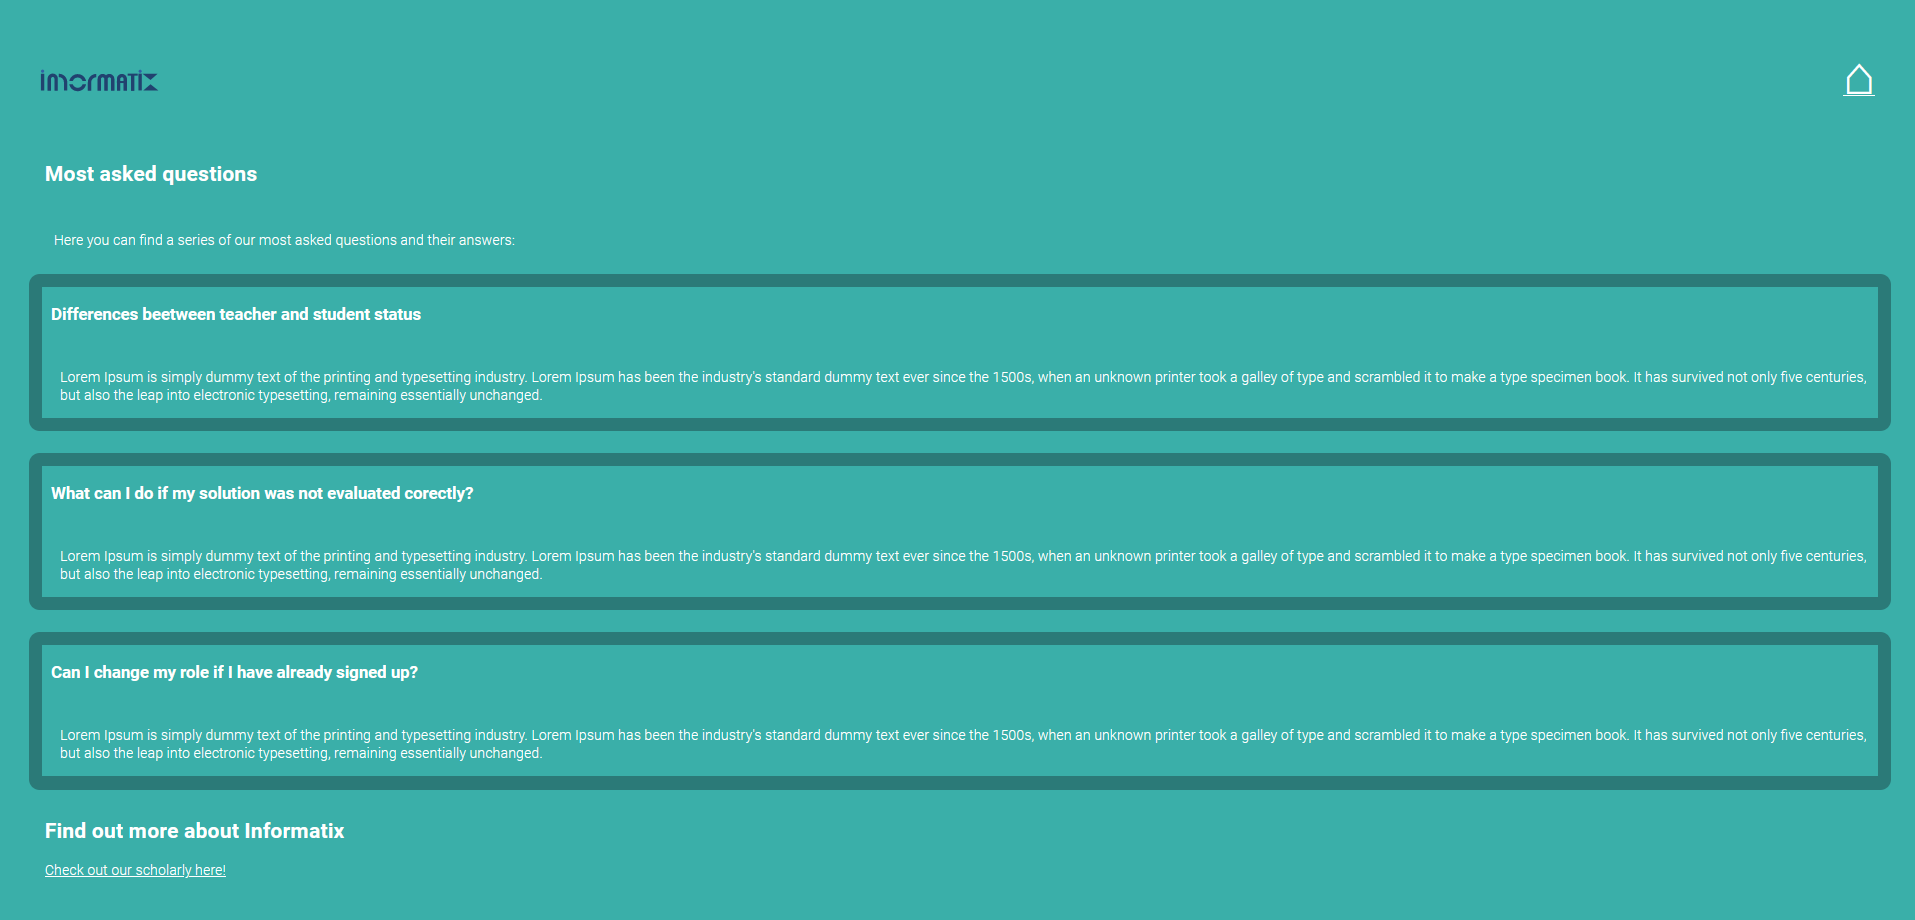 inormatix
Most asked questions
Here you can find a series of our most asked questions and their answers:
Differences beetween teacher and student status
Lorem Ipsum is simply dummy text of the printing and typesetting industry. Lorem Ipsum has been the industry's standard dummy text ever since the 1500s, when an unknown printer took a galley of type and scrambled it to make a type specimen book. It has survived not only five centuries,
but also the leap into electronic typesetting, remaining essentially unchanged.
What can I do if my solution was not evaluated corectly?
Lorem Ipsum is simply dummy text of the printing and typesetting industry. Lorem Ipsum has been the industry's standard dummy text ever since the 1500s, when an unknown printer took a galley of type and scrambled it to make a type specimen book. It has survived not only five centuries,
but also the leap into electronic typesetting, remaining essentially unchanged.
Can I change my role if I have already signed up?
Lorem Ipsum is simply dummy text of the printing and typesetting industry. Lorem Ipsum has been the industry's standard dummy text ever since the 1500s, when an unknown printer took a galley of type and scrambled it to make a type specimen book. It has survived not only five centuries,
but also the leap into electronic typesetting, remaining essentially unchanged.
Find out more about Informatix
Check out our scholarly here!